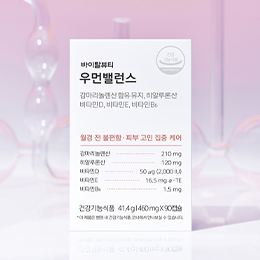 바이탈뷰티
우먼밸런스
감마리놀렌산 함유 유지, 히알루론산
비타민D, 비타민E, 비타민B₆
월경 전 불편함·피부 고민 집중 케어
감마리놀렌산 210 mg
히알루론산 120 mg
비타민D 50 μg (2,000 IU)
비타민E 16.5 mg α-TE
비타민B₆ 1.5 mg
건강기능식품 41.4 g (460 mg X 90캡슐)